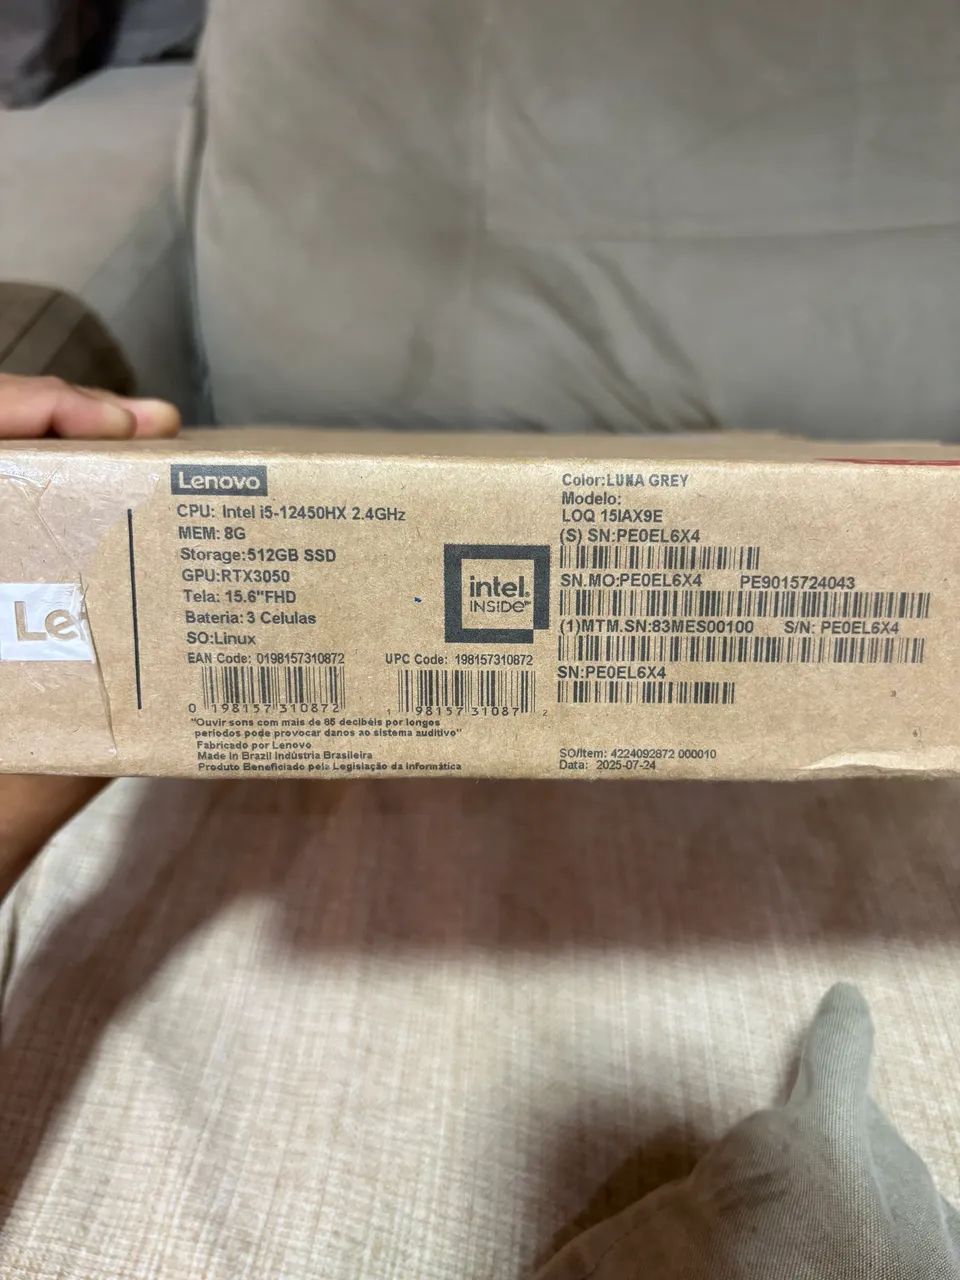 Le
Lenovo
CPU: Intel i5-12450HX 2.4GHz
MEM: 8G
Storage:512GB SSD
GPU:RTX3050
Tela: 15.6"FHD
Bateria: 3 Celulas
SO:Linux
EAN Code: 0198157310872
0 198157 310872
UPC Code: 198157310872
1 98157 31087 2
"Ouvir sons com mais de 85 decibéis por longos
períodos pode provocar danos ao sistema auditivo"
Fabricado por Lenovo
Made in Brazil Indústria Brasileira
Produto Beneficiado pela Legislação da Informática
intel.
INSIDE™
Color:LUNA GREY
Modelo:
LOQ 15IAX9E
(S) SN:PE0EL6X4
SN.MO:PE0EL6X4 PE9015724043
(1)MTM.SN:83MES00100 S/N: PE0EL6X4
SN:PE0EL6X4
SO/Item: 4224092872 000010
Data: 2025-07-24